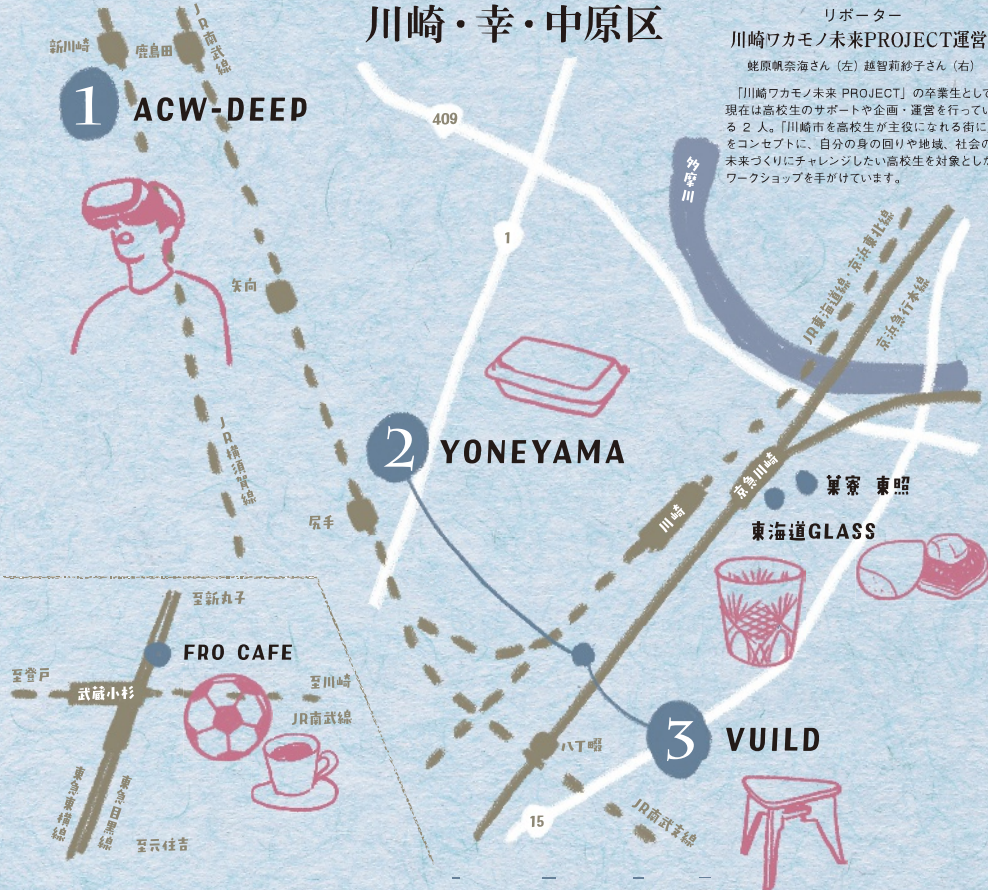 川崎・幸・中原区
リポーター
川崎ワカモノ未来PROJECT運営
蛯原帆奈海さん（左）越智莉紗子さん（右）
「川崎ワカモノ未来 PROJECT」の卒業生として
現在は高校生のサポートや企画・運営を行ってい
る 2 人。「川崎市を高校生が主役になれる街に」
をコンセプトに、自分の身の回りや地域、社会の
未来づくりにチャレンジしたい高校生を対象とした
ワークショップを手がけています。
新川崎
鹿島田
JR南武線
1 ACW-DEEP
409
多摩川
1
矢向
JR東海道線・京浜東北線
京浜急行本線
2 YONEYAMA
JR横須賀線
尻手
京急川崎
川崎
菓寮 東照
東海道GLASS
至新丸子
FRO CAFE
至登戸
武蔵小杉
至川崎
JR南武線
3 VUILD
八丁畷
東急東横線
東急目黒線
至元住吉
15
JR南武支線